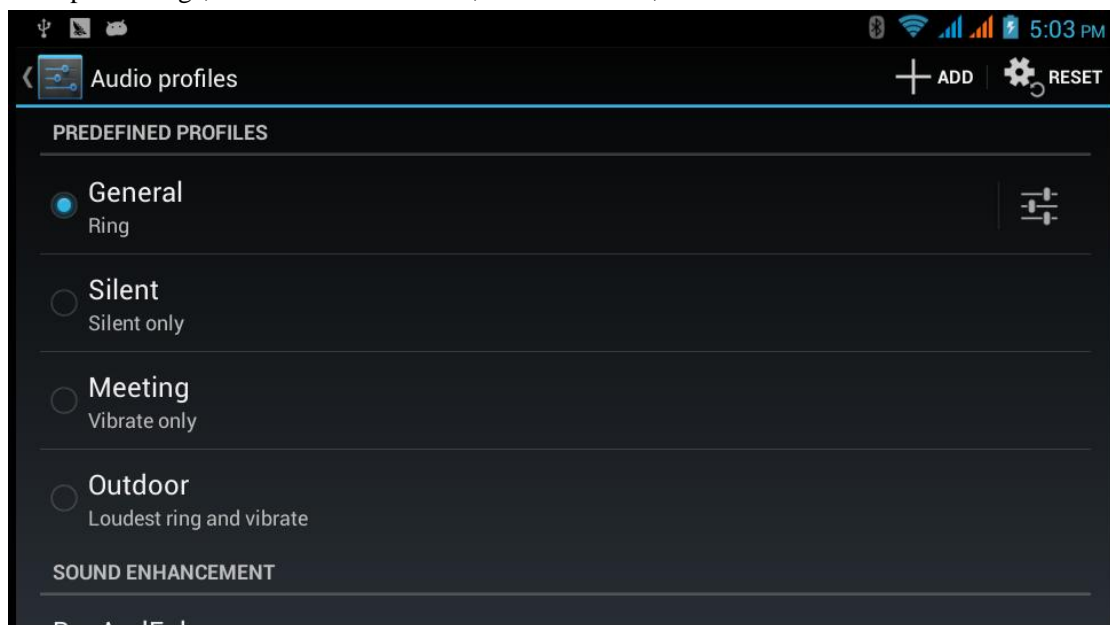 5:03 PM
Audio profiles
ADD
RESET
PREDEFINED PROFILES
General
Ring
Silent
Silent only
Meeting
Vibrate only
Outdoor
Loudest ring and vibrate
SOUND ENHANCEMENT